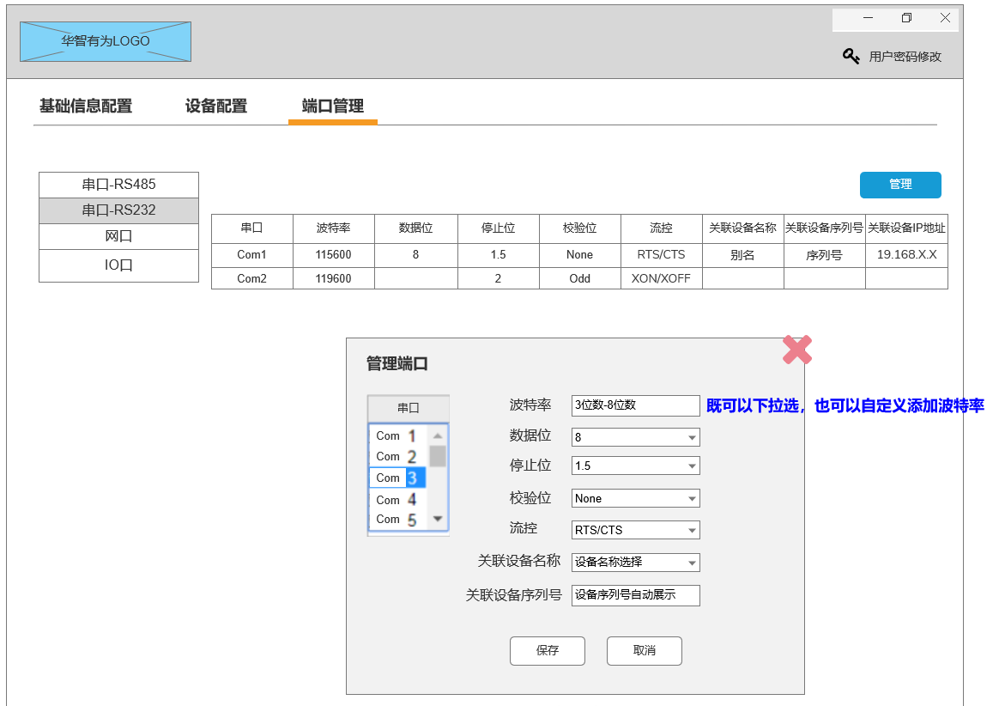 华智有为LOGO
用户密码修改
基础信息配置 设备配置 端口管理
串口-RS485
串口-RS232
网口
IO口
管理
串口 波特率 数据位 停止位 校验位 流控 关联设备名称 关联设备序列号 关联设备IP地址
Com1 115600 8 1.5 None RTS/CTS 别名 序列号 19.168.X.X
Com2 119600 2 Odd XON/XOFF
管理端口
串口
Com 1
Com 2
Com 3
Com 4
Com 5
波特率 3位数-8位数 既可以下拉选，也可以自定义添加波特率
数据位 8
停止位 1.5
校验位 None
流控 RTS/CTS
关联设备名称 设备名称选择
关联设备序列号 设备序列号自动展示
保存 取消